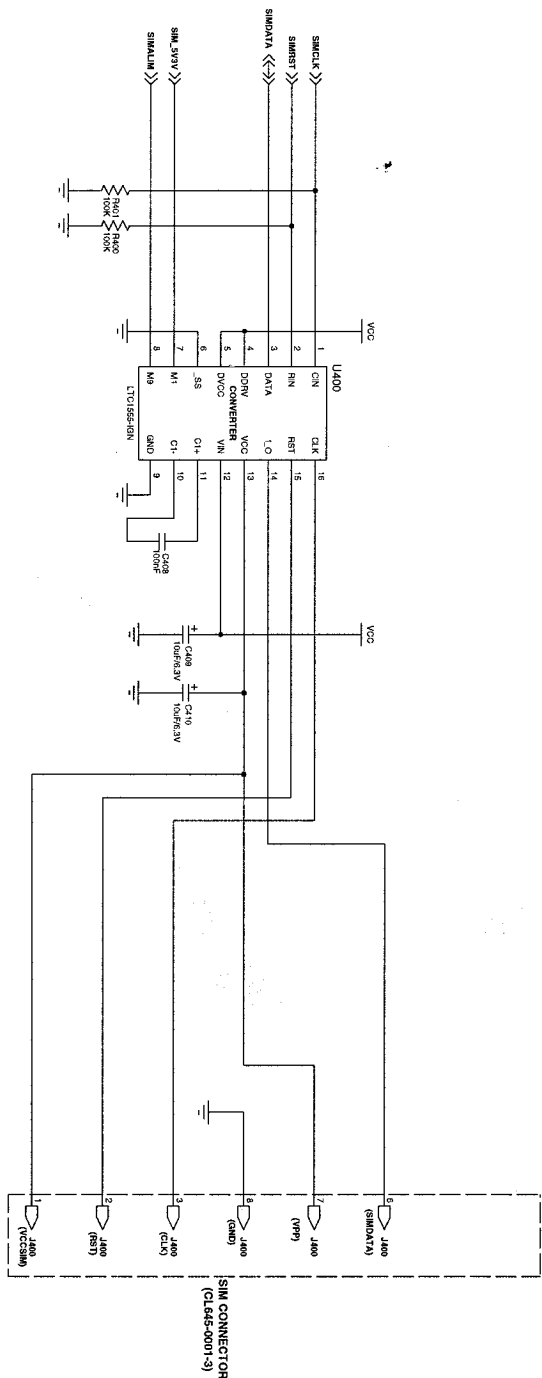 SIMCLK
SIMRST
SIMDATA
SIM_5V3V
SIMALIM
R401
100K
R400
100K
VCC
U400
CONVERTER
LTC1555-IGN
1 CIN
2 RIN
3 DATA
4 DDRV
5 DVCC
6 _SS
7 M1
8 M9
CLK 16
RST 15
I_O 14
VCC 13
VIN 12
C1+ 11
C1- 10
GND 9
C408
100nF
VCC
C409
10uF/6.3V
C410
10uF/6.3V
6 J400
(SIMDATA)
7 J400
(VPP)
8 J400
(GND)
3 J400
(CLK)
2 J400
(RST)
1 J400
(VCCSIM)
SIM CONNECTOR
(CL645-0001-3)